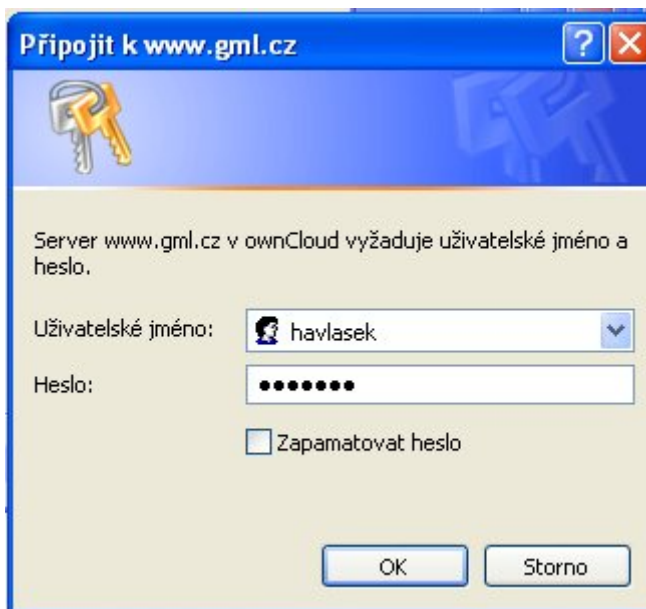 Připojit k www.gml.cz
Server www.gml.cz v ownCloud vyžaduje uživatelské jméno a
heslo.
Uživatelské jméno: havlasek
Heslo: •••••••
Zapamatovat heslo
OK Storno